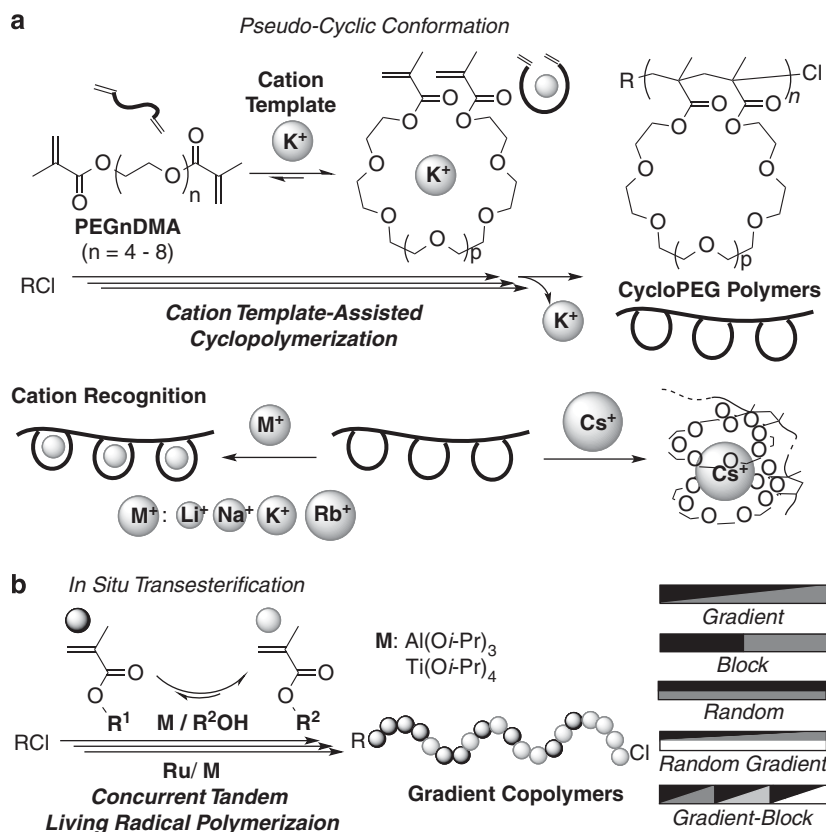 a
Pseudo-Cyclic Conformation
Cation
Template
K+
O
O
n
O
O
PEGnDMA
(n = 4 - 8)
O
O
O
O
O
O
O
O
K+
O
p
R
Cl
n
O
O
O
O
O
O
O
O
O
p
CycloPEG Polymers
RCl
Cation Template-Assisted
Cyclopolymerization
K+
Cation Recognition
M+
Cs+
M+: Li+ Na+ K+ Rb+
O
O
O
O
O
O
O
O
O
O
O
O
O
Cs+
b
In Situ Transesterification
O
O
R1
M / R2OH
O
O
R2
M: Al(Oi-Pr)3
Ti(Oi-Pr)4
RCl
Ru/ M
Concurrent Tandem
Living Radical Polymerizaion
R
Cl
Gradient Copolymers
Gradient
Block
Random
Random Gradient
Gradient-Block